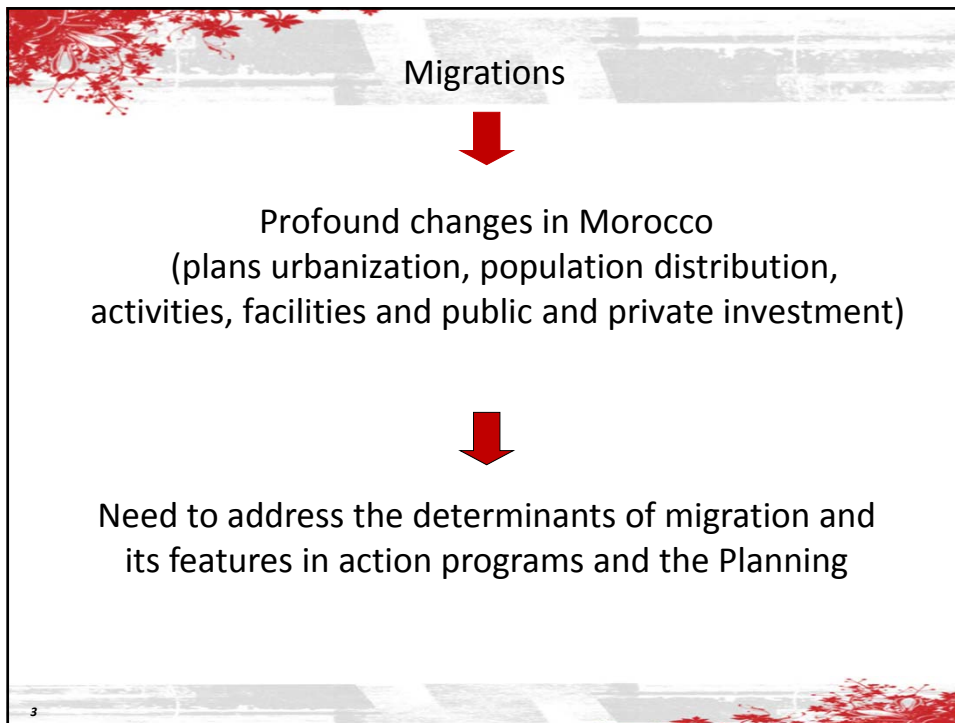 Migrations
Profound changes in Morocco
(plans urbanization, population distribution,
activities, facilities and public and private investment)
Need to address the determinants of migration and
its features in action programs and the Planning
3